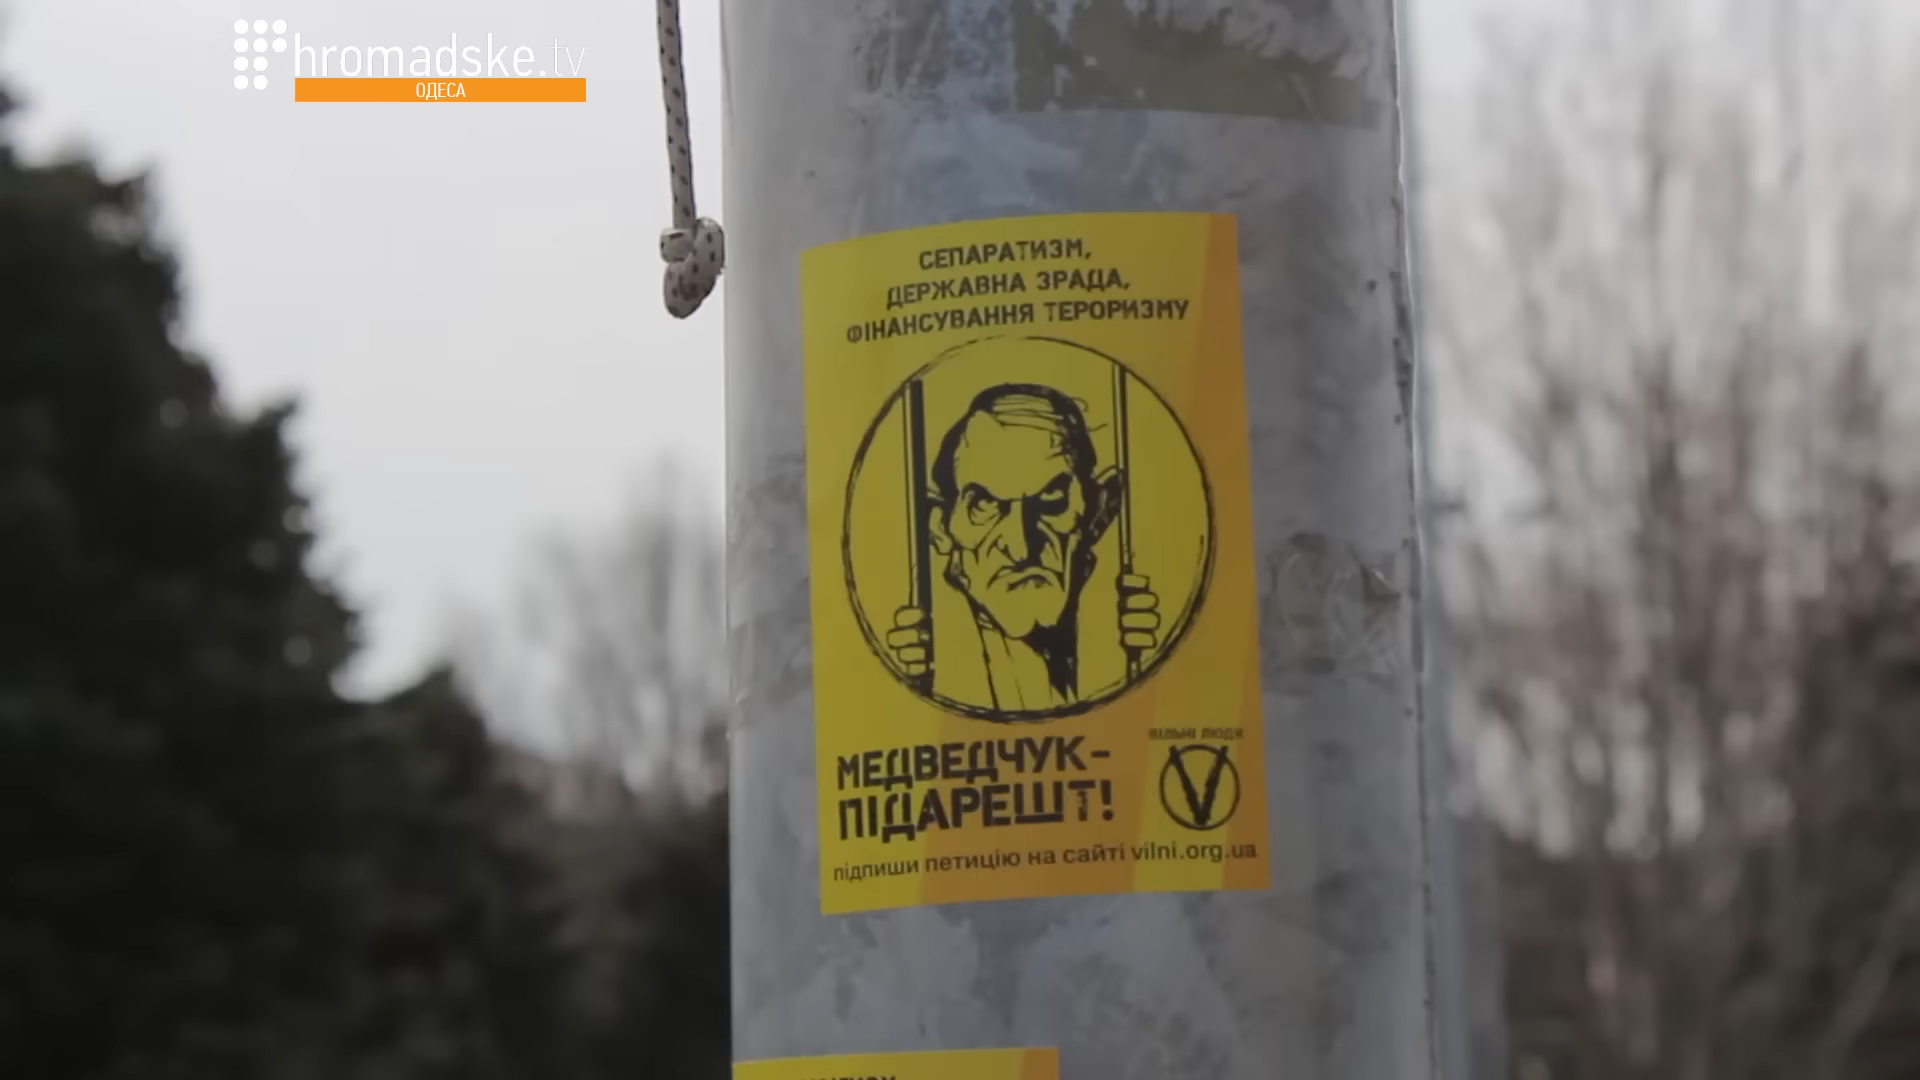 hromadske.tv
ОДЕСА
СЕПАРАТИЗМ,
ДЕРЖАВНА ЗРАДА,
ФІНАНСУВАННЯ ТЕРОРИЗМУ
МЕДВЕДЧУК–
ПІДАРЕШТ!
ВІЛЬНІ ЛЮДИ
V
підпиши петицію на сайті vilni.org.ua